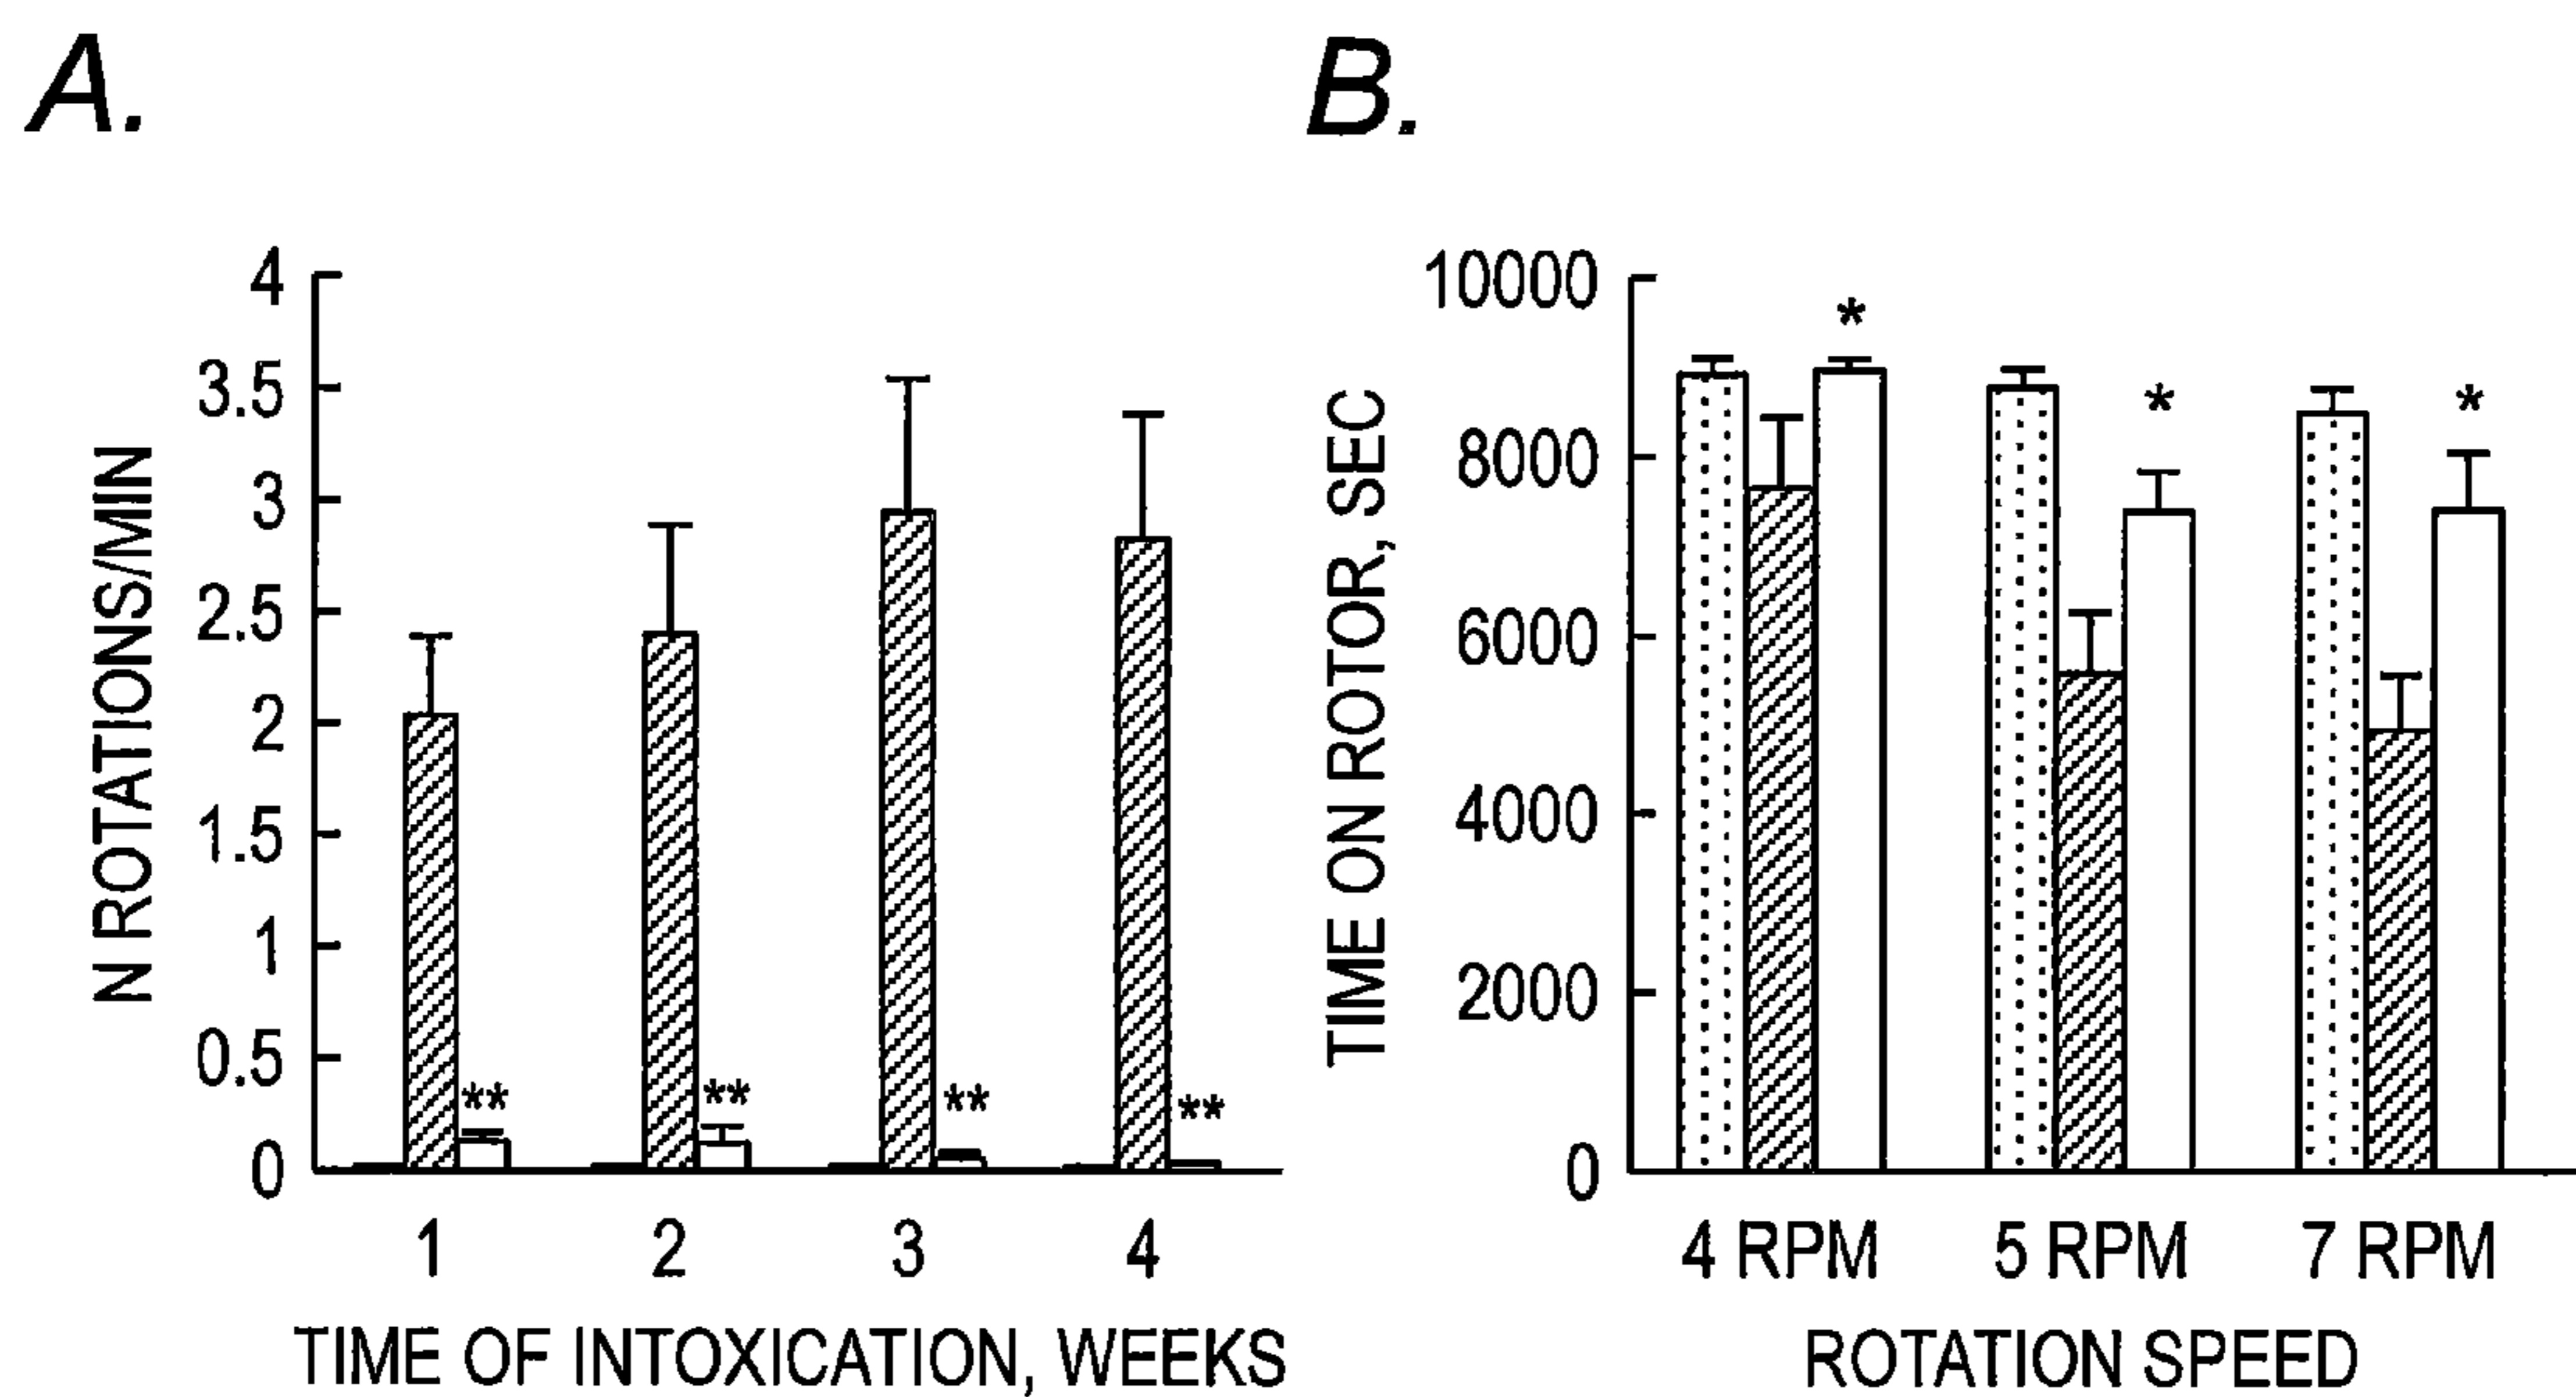 A.
N ROTATIONS/MIN
4
3.5
3
2.5
2
1.5
1
0.5
0
**
**
**
**
1 2 3 4
TIME OF INTOXICATION, WEEKS
B.
TIME ON ROTOR, SEC
10000
8000
6000
4000
2000
0
*
*
*
4 RPM 5 RPM 7 RPM
ROTATION SPEED